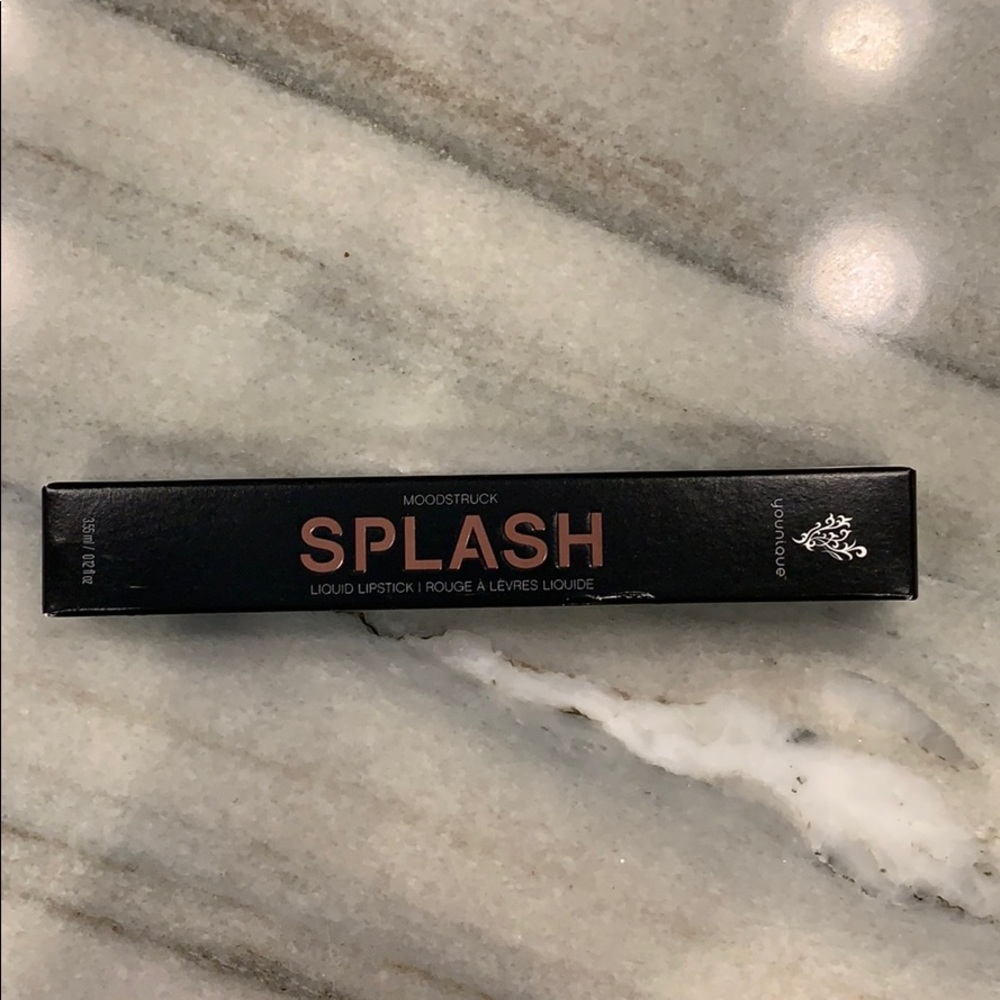 MOODSTRUCK
SPLASH
LIQUID LIPSTICK | ROUGE À LÈVRES LIQUIDE
younique
3.55 ml / 0.12 fl oz